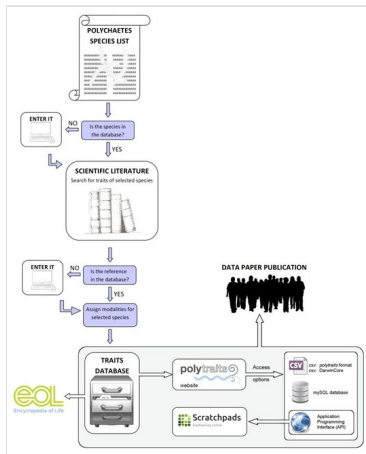 POLYCHAETES
SPECIES LIST
ENTER IT
NO
Is the species in
the database?
YES
SCIENTIFIC LITERATURE
Search for traits of selected species
ENTER IT
NO
Is the reference
in the database?
YES
Assign modalities for
selected species
DATA PAPER PUBLICATION
TRAITS
DATABASE
polytraits
website
Access
options
CSV
csv: polytraits format
csv: DarwinCore
mySQL database
Scratchpads
Application
Programming
Interface (API)
eOL
Encyclopedia of Life